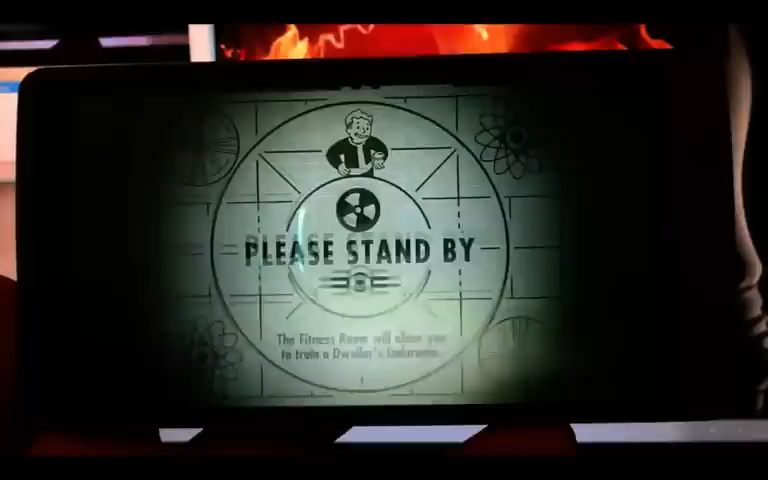 PLEASE STAND BY
The Fitness Room will allow you
to train a Dweller's Endurance.